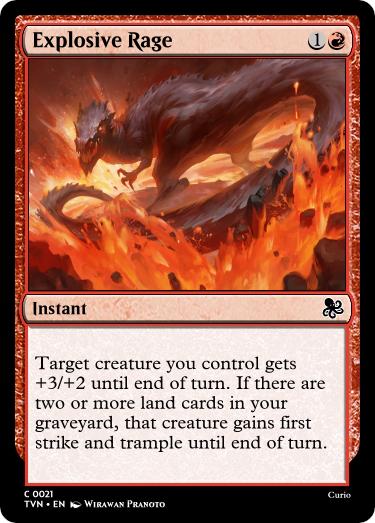 Explosive Rage 1
Instant
Target creature you control gets
+3/+2 until end of turn. If there are
two or more land cards in your
graveyard, that creature gains first
strike and trample until end of turn.
C 0021
TVN • EN Wirawan Pranoto
Curio